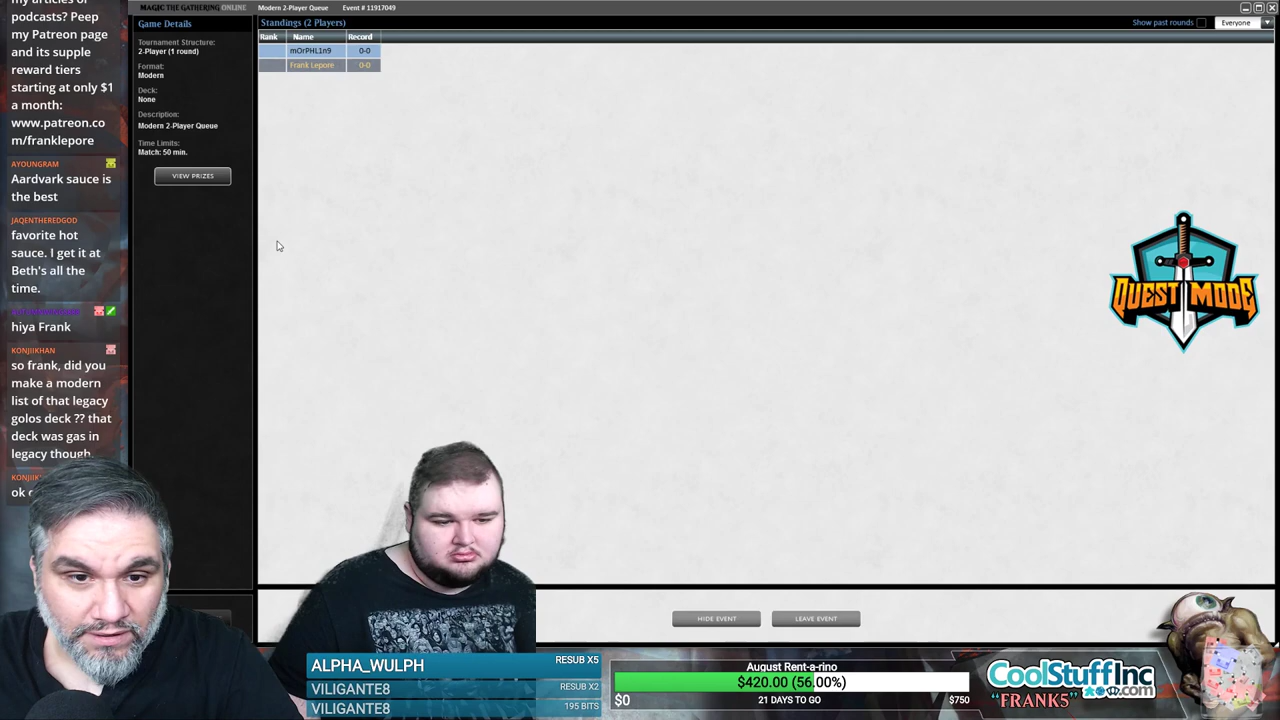 my articles or
podcasts? Peep
my Patreon page
and its supple
reward tiers
starting at only $1
a month:
www.patreon.co
m/franklepore
AYOUNGRAM
Aardvark sauce is
the best
JAQENTHEREDGOD
favorite hot
sauce. I get it at
Beth's all the
time.
hiya Frank
KONJIIKHAN
so frank, did you
make a modern
list of that legacy
golos deck ?? that
deck was gas in
legacy though.
KONJIIK
ok
MAGIC THE GATHERING ONLINE Modern 2-Player Queue Event # 11917049
Game Details
Tournament Structure:
2-Player (1 round)
Format:
Modern
Deck:
None
Description:
Modern 2-Player Queue
Time Limits:
Match: 50 min.
VIEW PRIZES
Standings (2 Players)
Show past rounds Everyone
Rank Name Record
mOrPHL1n9 0-0
Frank Lepore 0-0
QUEST MODE
HIDE EVENT LEAVE EVENT
ALPHA_WULPH RESUB X5
VILIGANTE8 RESUB X2
VILIGANTE8 195 BITS
August Rent-a-rino
$420.00 (56.00%)
$0 21 DAYS TO GO $750
CoolStuffInc
.com
"FRANK5"